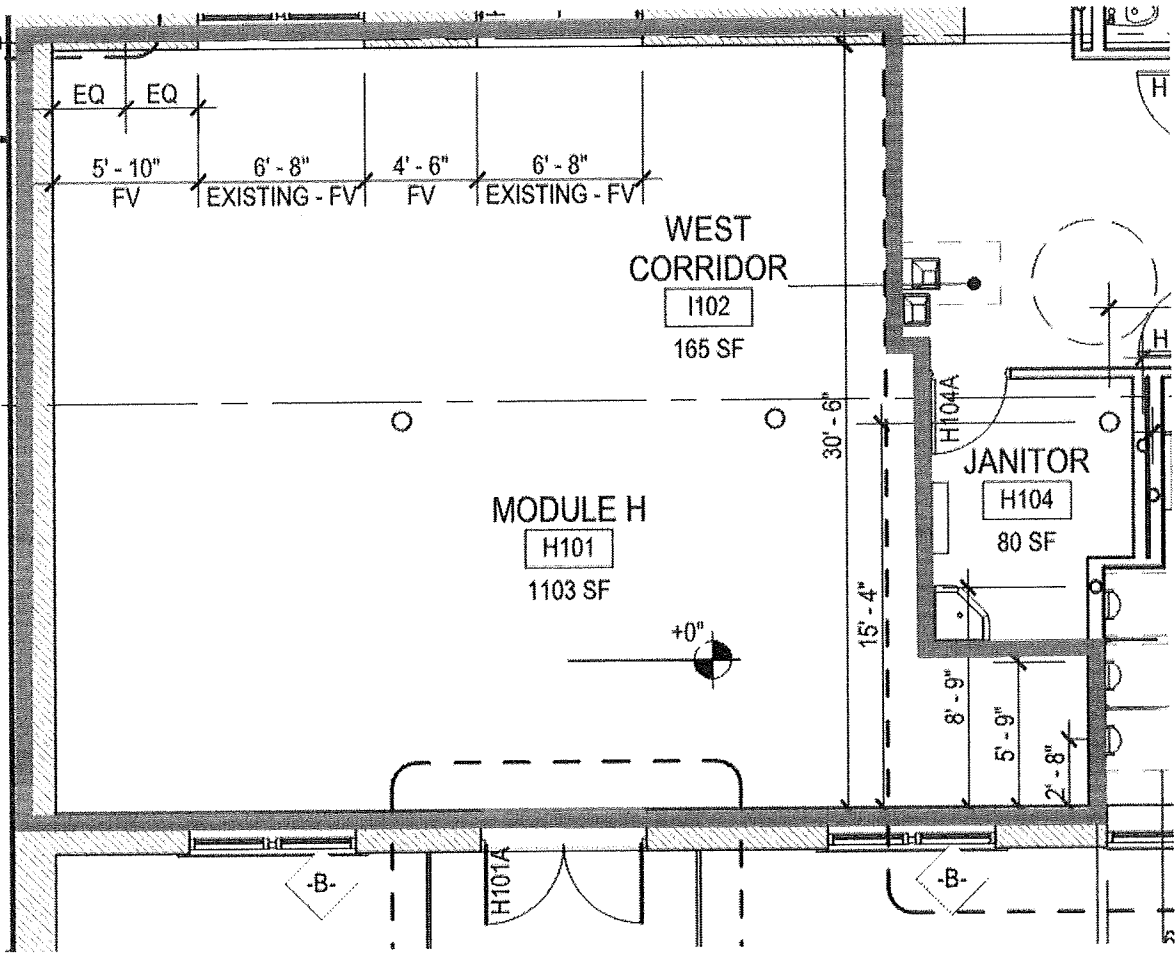 H
EQ
EQ
5' - 10"
FV
6' - 8"
EXISTING - FV
4' - 6"
FV
6' - 8"
EXISTING - FV
WEST
CORRIDOR
I102
165 SF
H
30' - 6"
H104A
JANITOR
H104
80 SF
MODULE H
H101
1103 SF
15' - 4"
+0"
8' - 9"
5' - 9"
2' - 8"
H101A
-B-
-B-